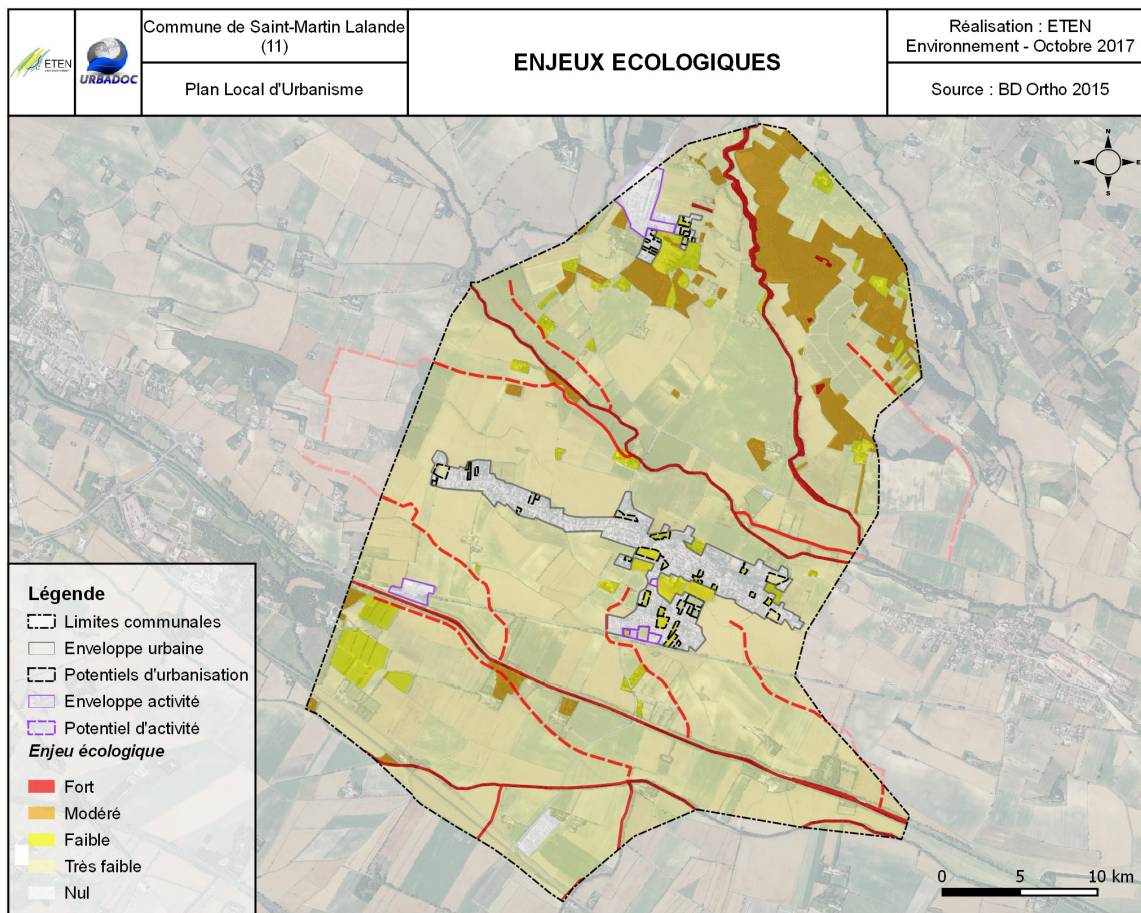 ETEN
ENVIRONNEMENT
URBADOC
Commune de Saint-Martin Lalande
(11)
Plan Local d'Urbanisme
ENJEUX ECOLOGIQUES
Réalisation : ETEN
Environnement - Octobre 2017
Source : BD Ortho 2015
N
W
E
S
Légende
Limites communales
Enveloppe urbaine
Potentiels d'urbanisation
Enveloppe activité
Potentiel d'activité
Enjeu écologique
Fort
Modéré
Faible
Très faible
Nul
0 5 10 km